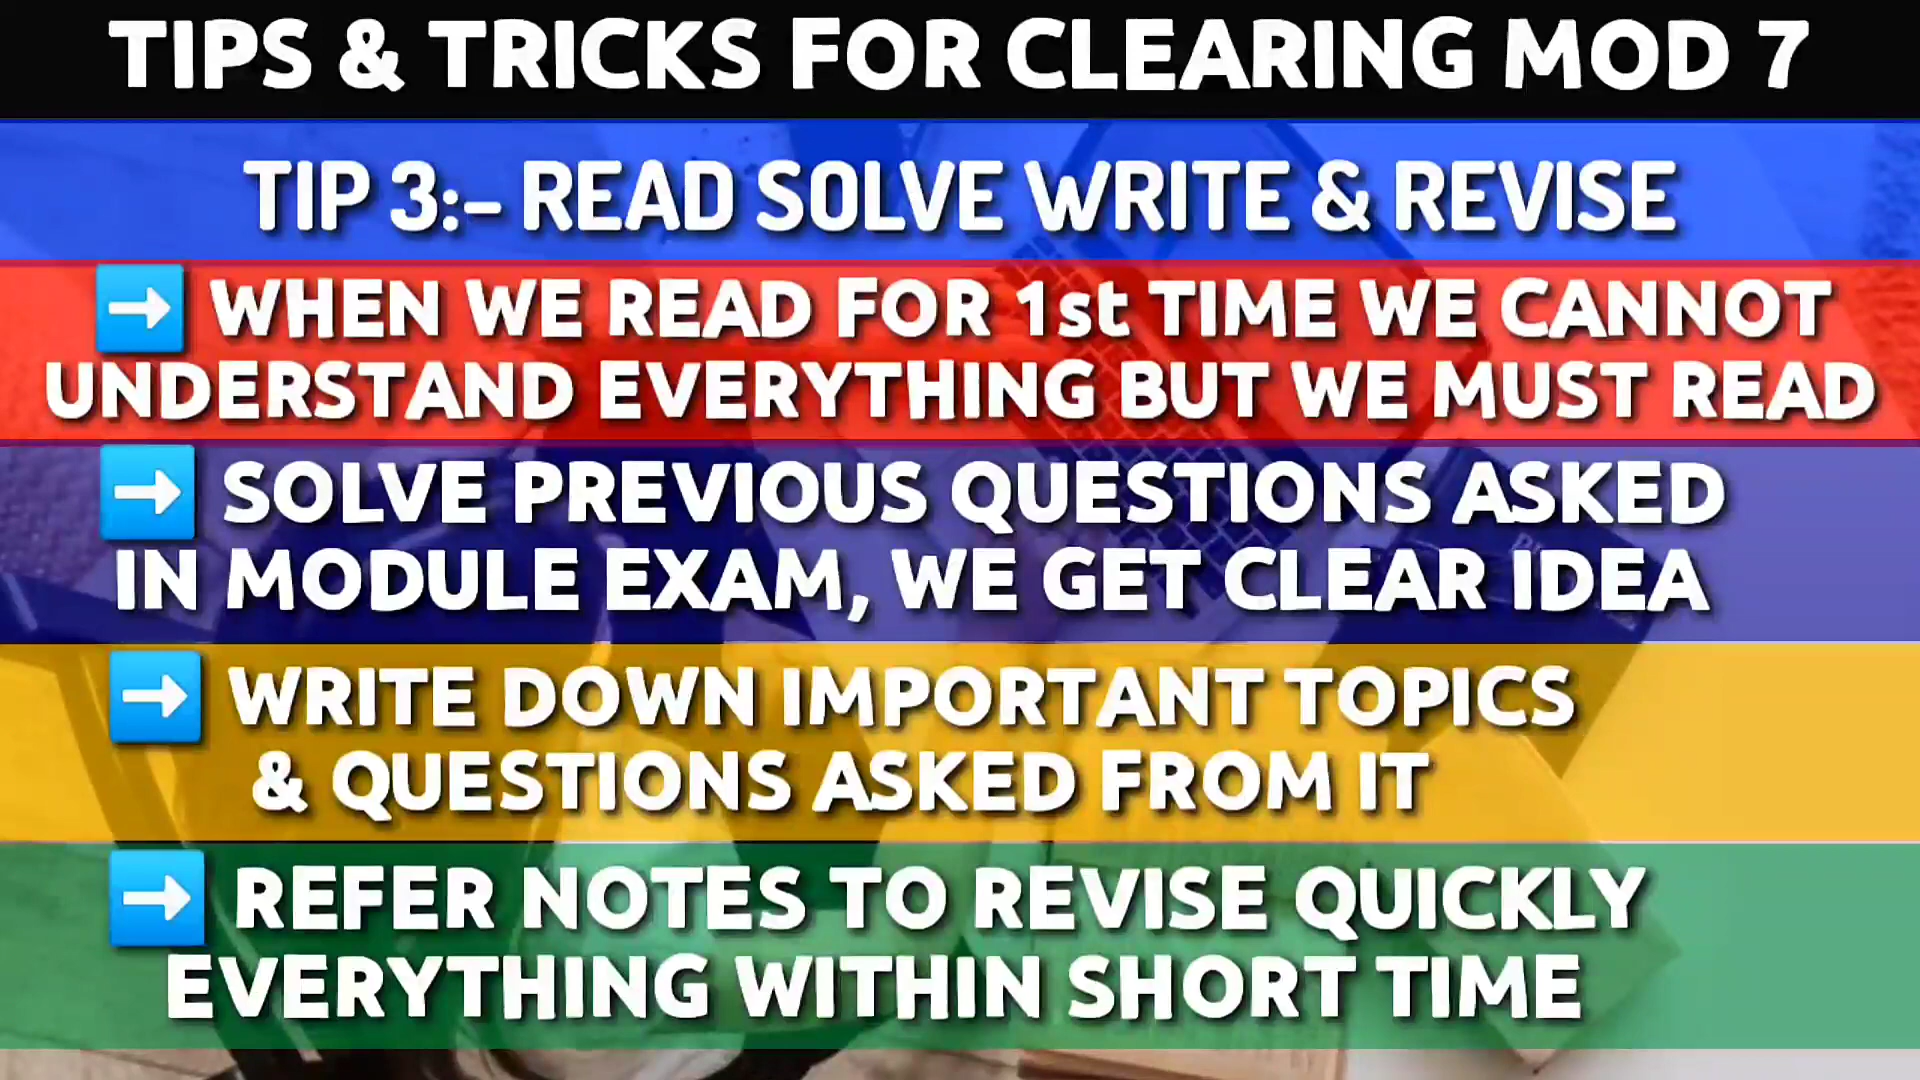 TIPS & TRICKS FOR CLEARING MOD 7
TIP 3:- READ SOLVE WRITE & REVISE
➡ WHEN WE READ FOR 1st TIME WE CANNOT
UNDERSTAND EVERYTHING BUT WE MUST READ
➡ SOLVE PREVIOUS QUESTIONS ASKED
IN MODULE EXAM, WE GET CLEAR IDEA
➡ WRITE DOWN IMPORTANT TOPICS
& QUESTIONS ASKED FROM IT
➡ REFER NOTES TO REVISE QUICKLY
EVERYTHING WITHIN SHORT TIME